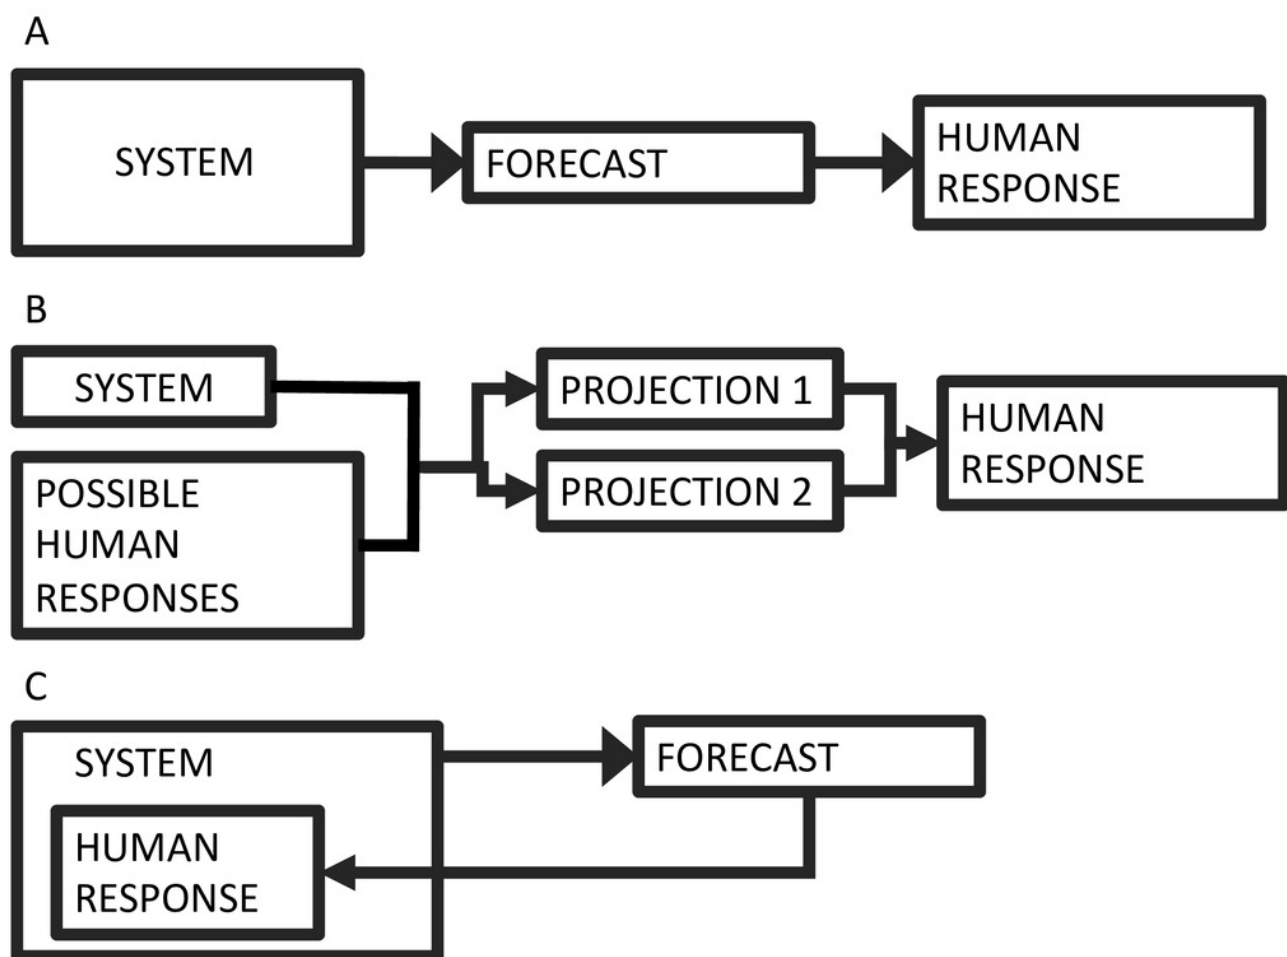 A
SYSTEM
FORECAST
HUMAN
RESPONSE
B
SYSTEM
POSSIBLE
HUMAN
RESPONSES
PROJECTION 1
PROJECTION 2
HUMAN
RESPONSE
C
SYSTEM
HUMAN
RESPONSE
FORECAST